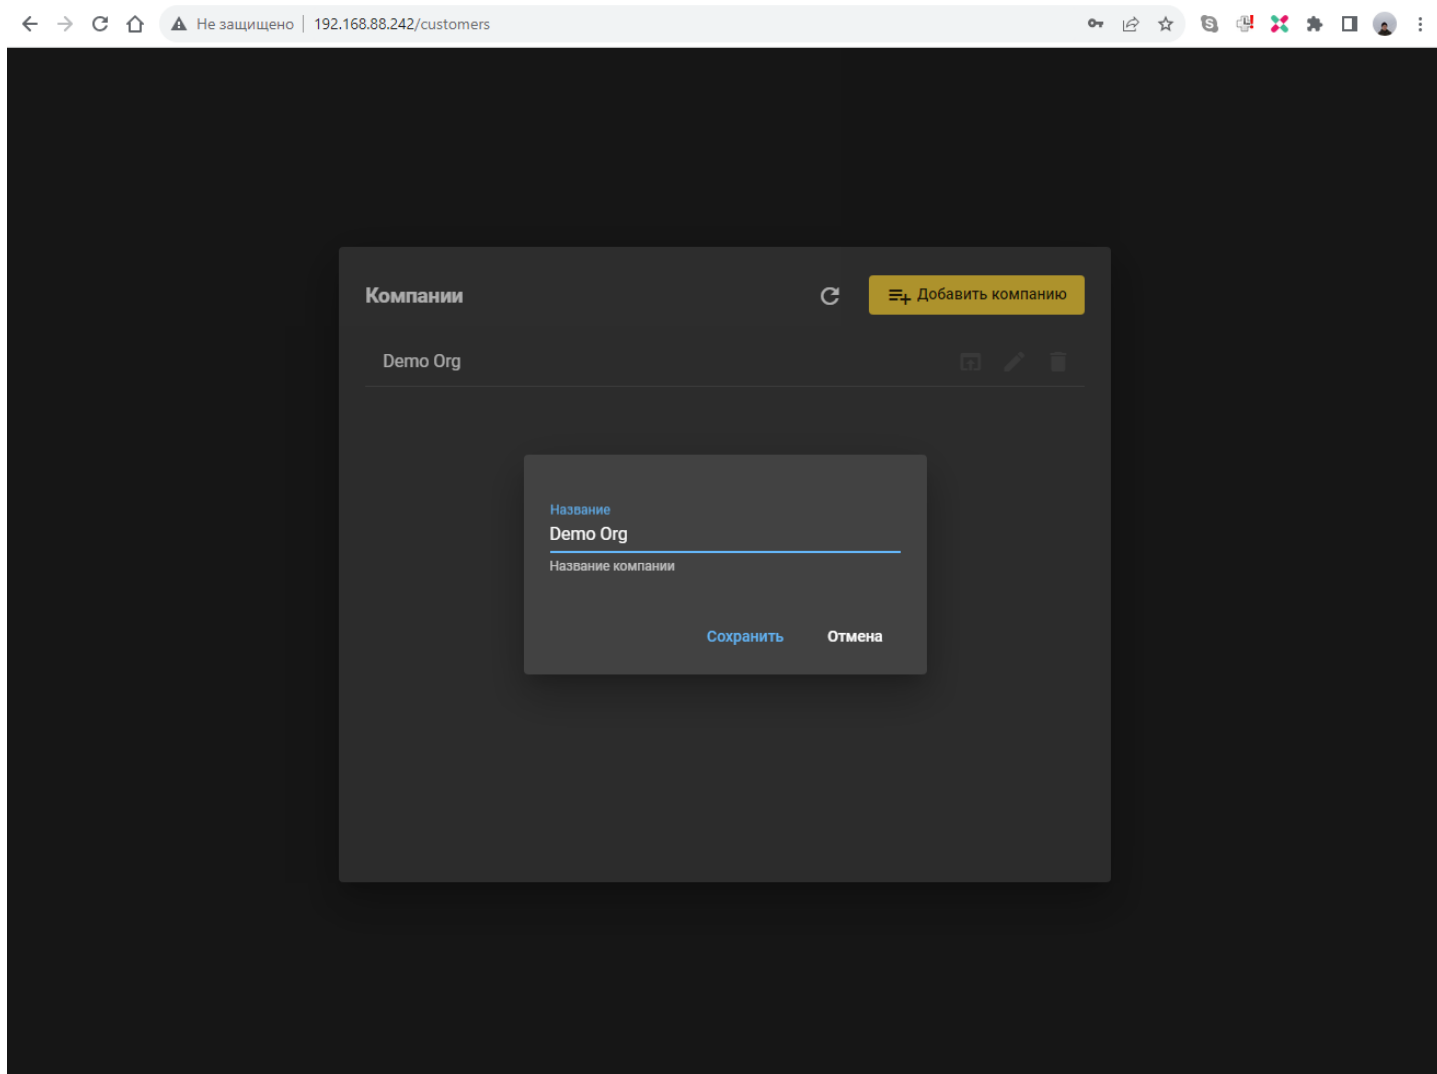 Не защищено 192.168.88.242/customers
Компании
Добавить компанию
Demo Org
Название
Demo Org
Название компании
Сохранить Отмена